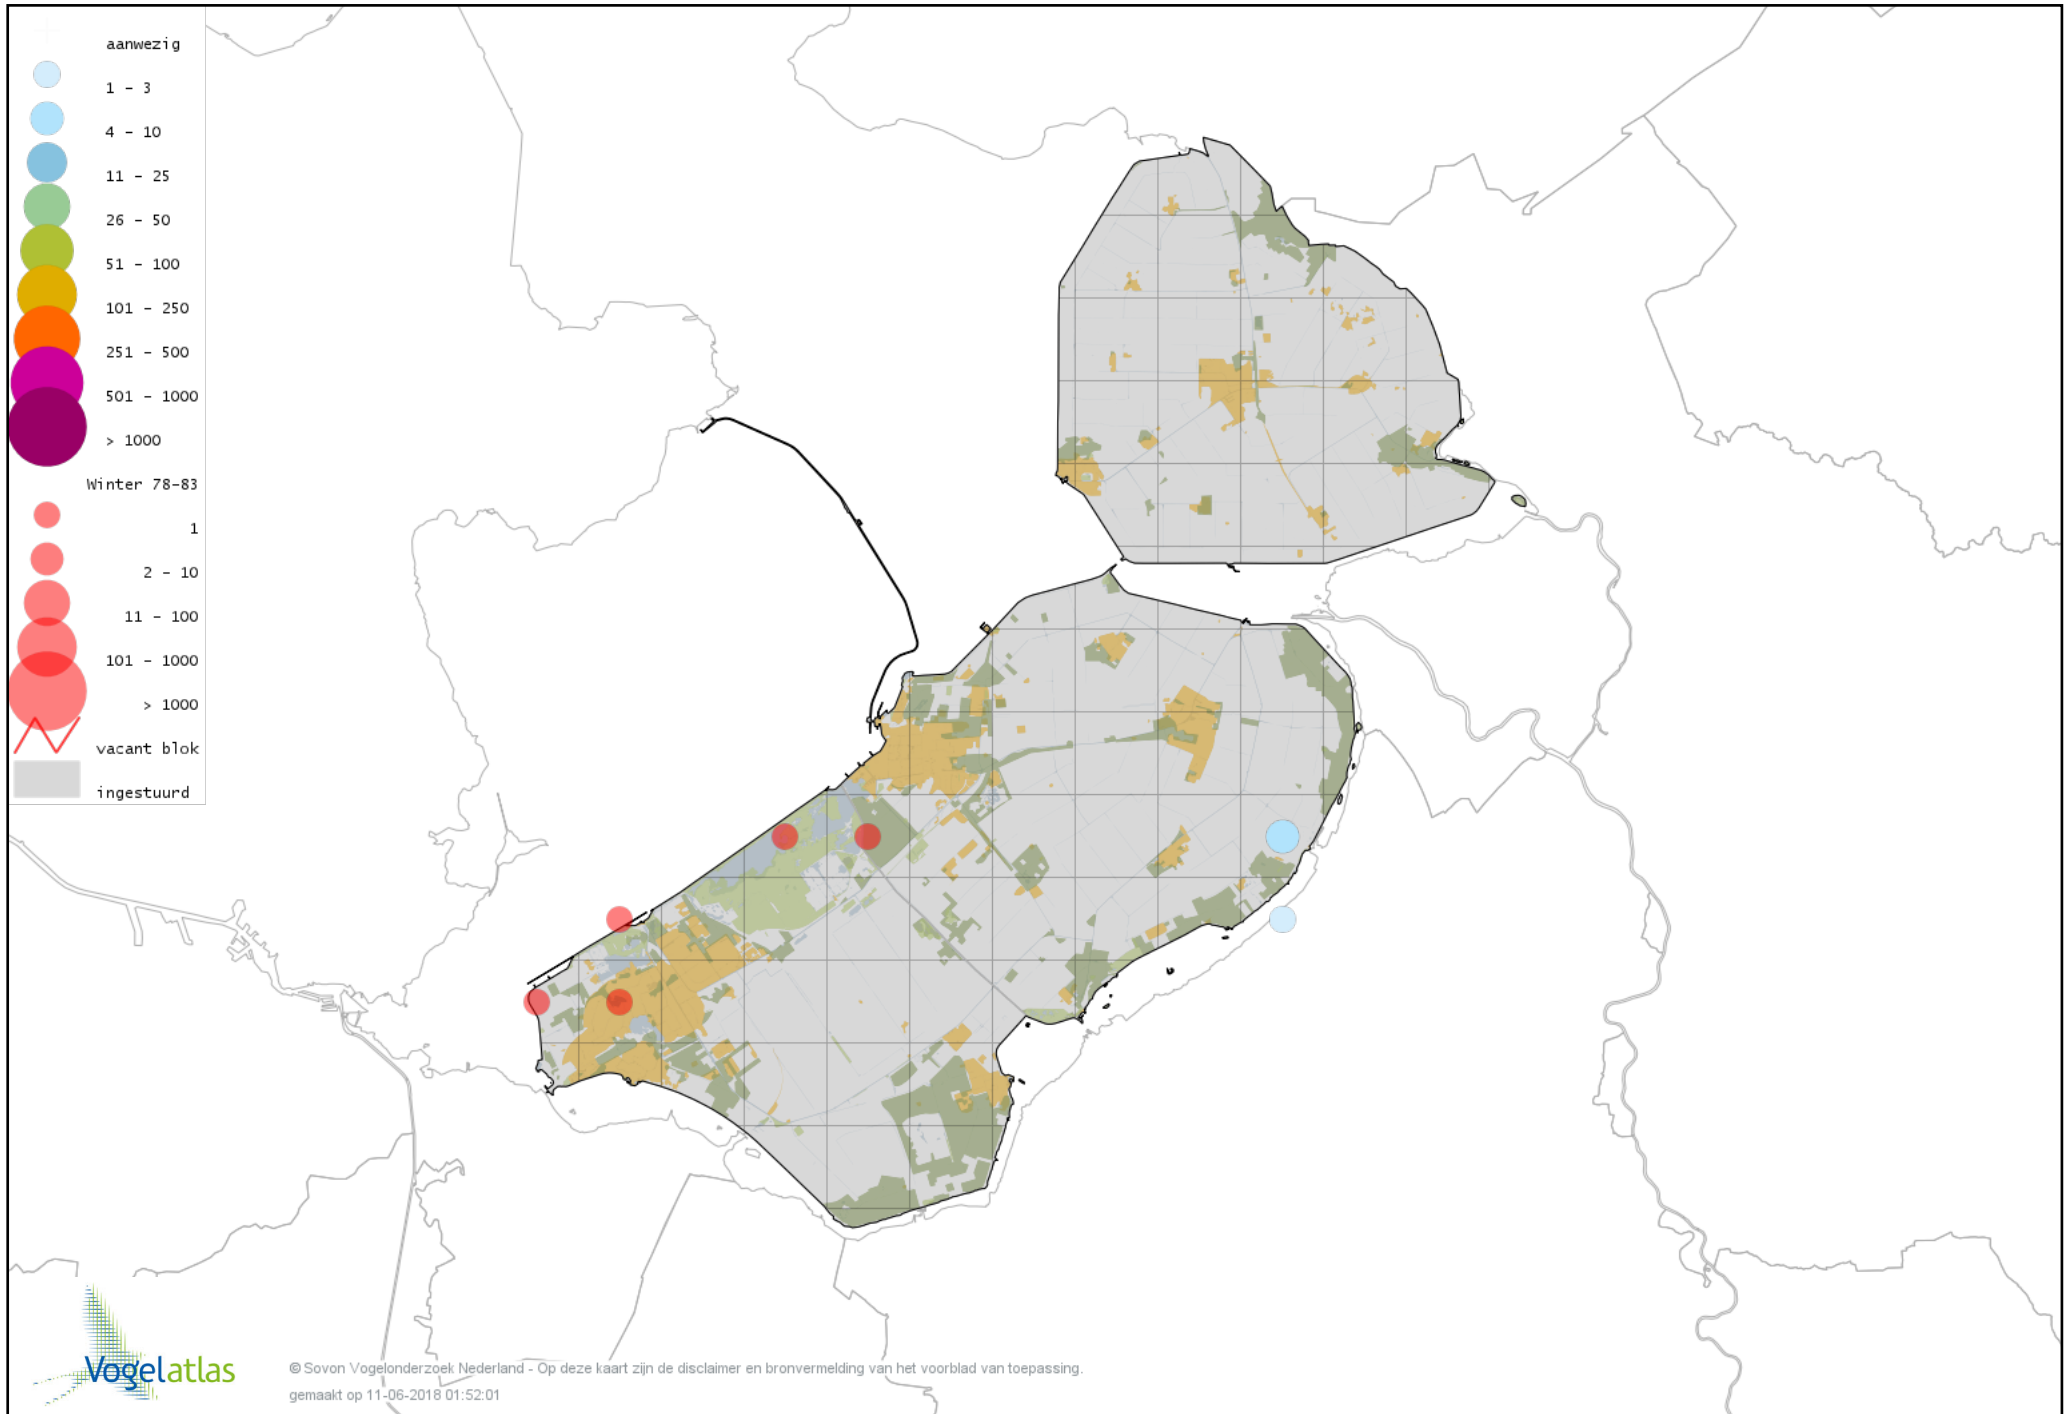 aanwezig
1 - 3
4 - 10
11 - 25
26 - 50
51 - 100
101 - 250
251 - 500
501 - 1000
> 1000
Winter 78-83
1
2 - 10
11 - 100
101 - 1000
> 1000
vacant blok
ingestuurd
Vogelatlas
© Sovon Vogelonderzoek Nederland - Op deze kaart zijn de disclaimer en bronvermelding van het voorblad van toepassing.
gemaakt op 11-06-2018 01:52:01